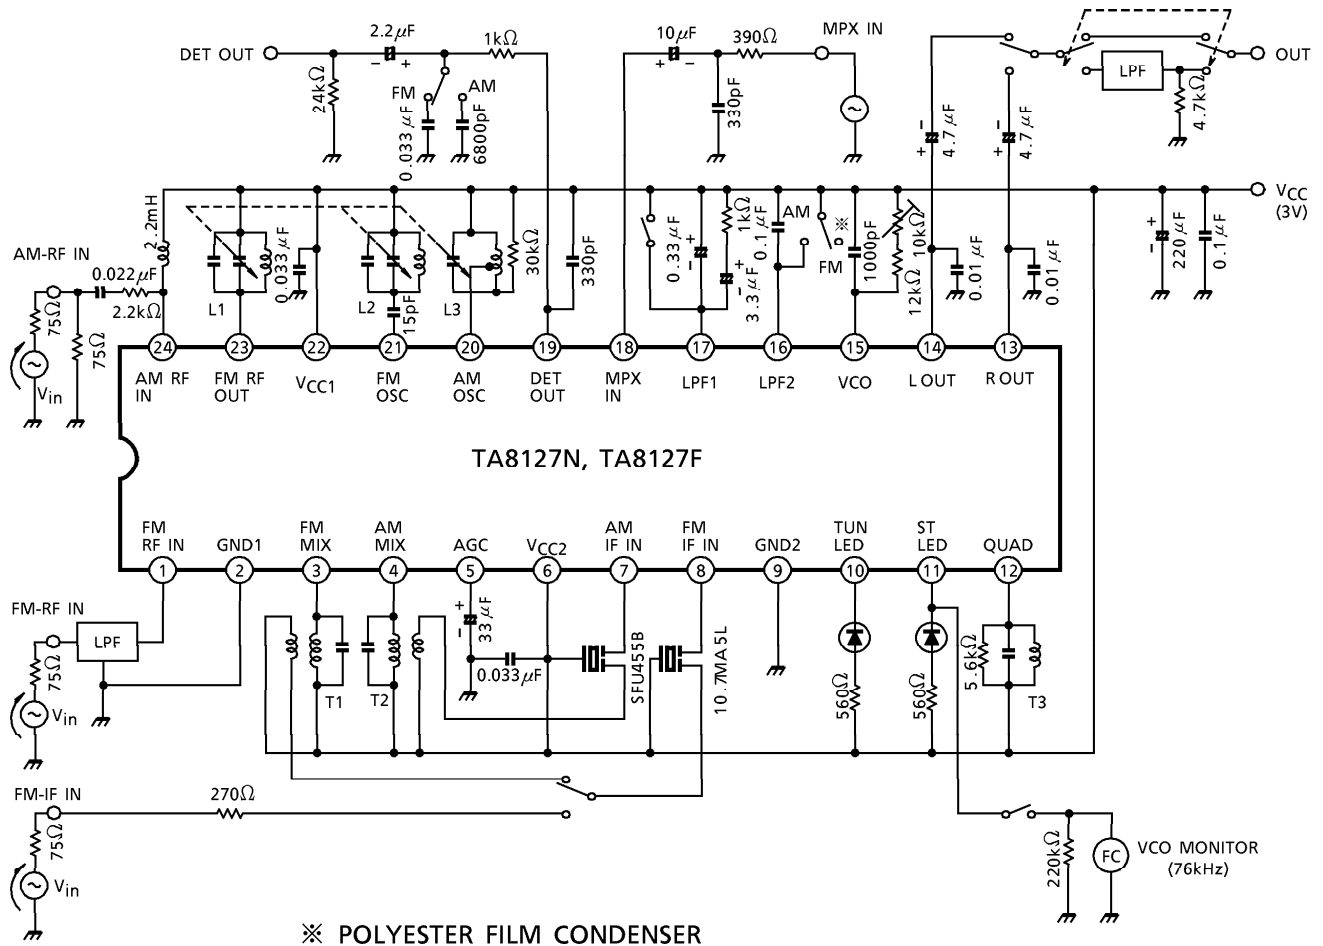 DET OUT
2.2μF
- +
1kΩ
24kΩ
FM
AM
0.033μF
6800pF
10μF
+ -
390Ω
MPX IN
330pF
~
4.7μF
- +
4.7μF
- +
LPF
OUT
4.7kΩ
VCC
(3V)
2.2mH
AM-RF IN
0.022μF
2.2kΩ
75Ω
75Ω
~
Vin
L1
0.033μF
L2
15pF
L3
30kΩ
330pF
0.33μF
+ -
1kΩ
3.3μF
+ -
0.1μF
AM
FM
※
1000pF
10kΩ
12kΩ
0.01μF
0.01μF
220μF
+ -
0.1μF
24
23
22
21
20
19
18
17
16
15
14
13
AM RF
IN
FM RF
OUT
VCC1
FM
OSC
AM
OSC
DET
OUT
MPX
IN
LPF1
LPF2
VCO
L OUT
R OUT
TA8127N, TA8127F
FM
RF IN
GND1
FM
MIX
AM
MIX
AGC
VCC2
AM
IF IN
FM
IF IN
GND2
TUN
LED
ST
LED
QUAD
1
2
3
4
5
6
7
8
9
10
11
12
FM-RF IN
LPF
75Ω
~
Vin
T1
T2
+ -
33μF
0.033μF
SFU455B
10.7MA5L
560Ω
560Ω
5.6kΩ
T3
FM-IF IN
270Ω
75Ω
~
Vin
220kΩ
FC
VCO MONITOR
(76kHz)
※ POLYESTER FILM CONDENSER